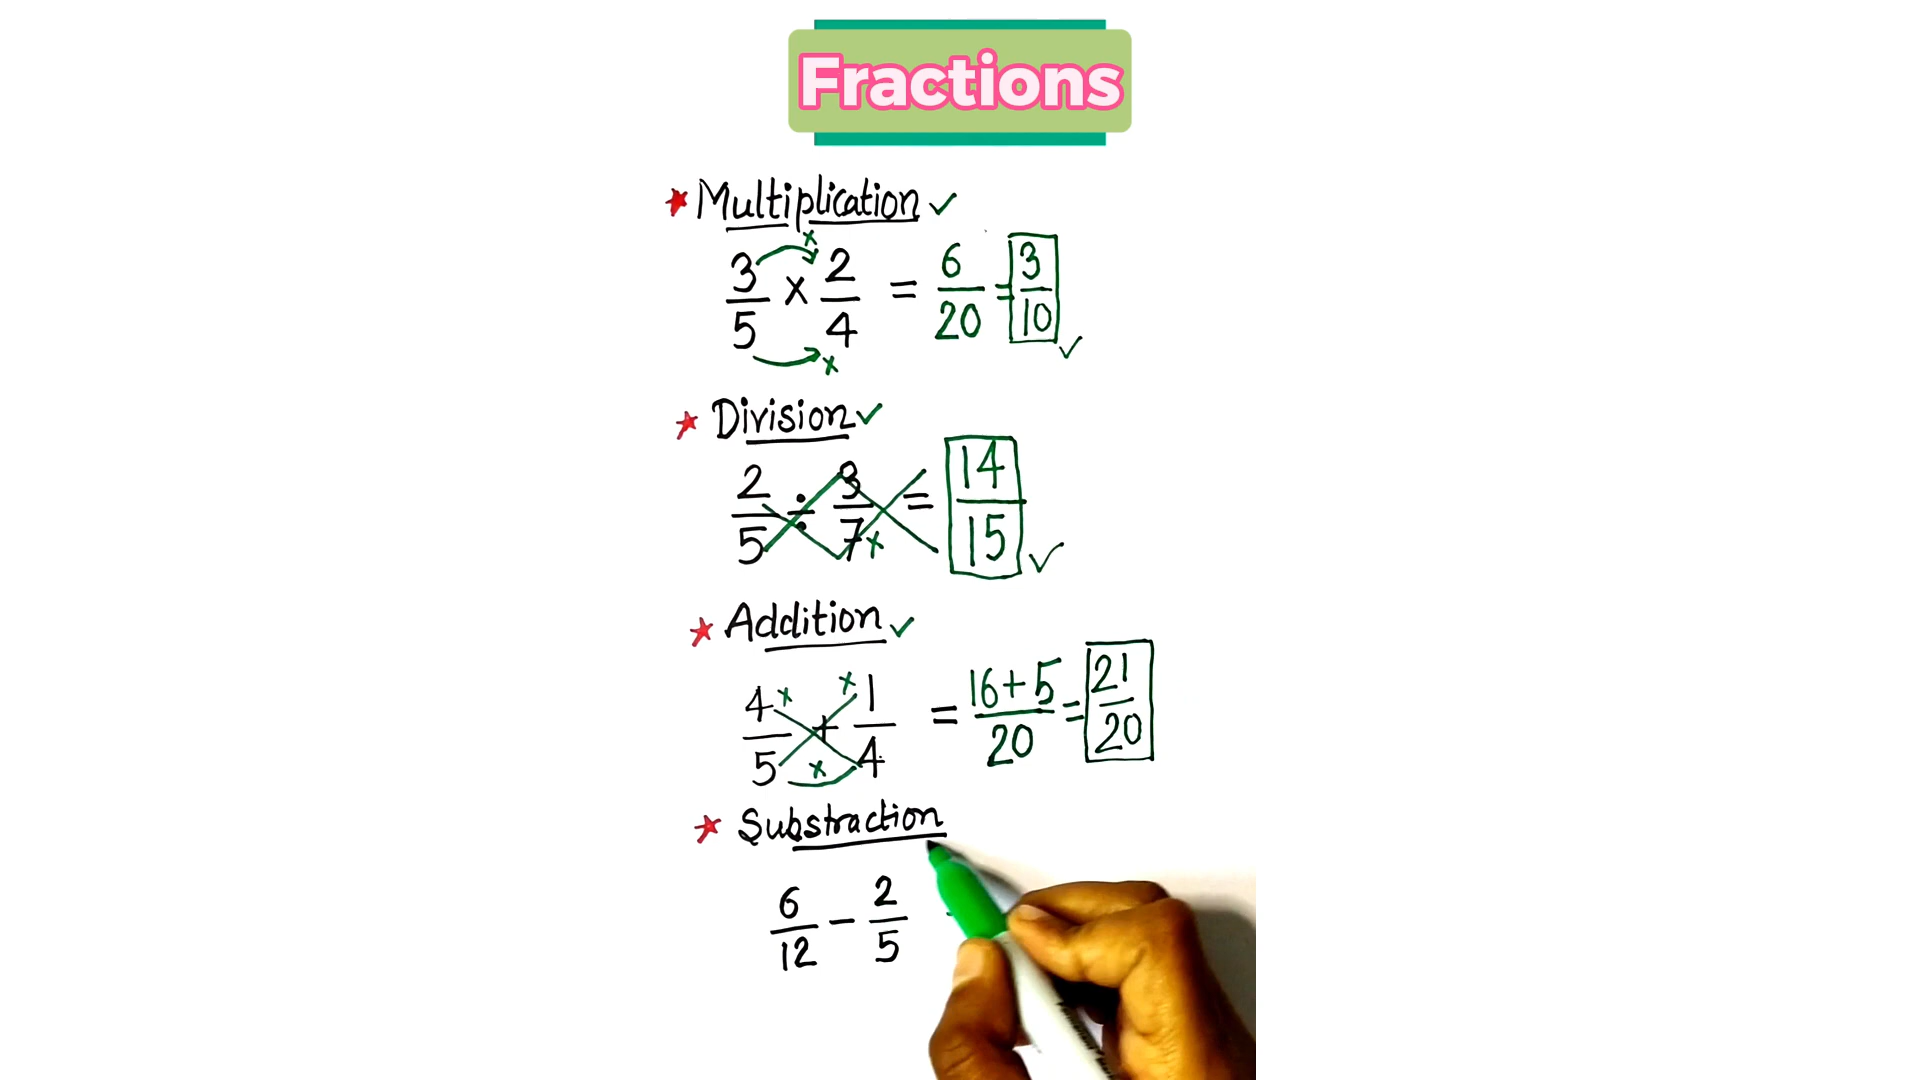 Fractions
Multiplication ✓
3/5 × 2/4 = 6/20 = 3/10 ✓
Division ✓
2/5 ÷ 3/7 = 14/15 ✓
Addition ✓
4/5 + 1/4 = 16+5/20 = 21/20
Substraction
6/12 - 2/5